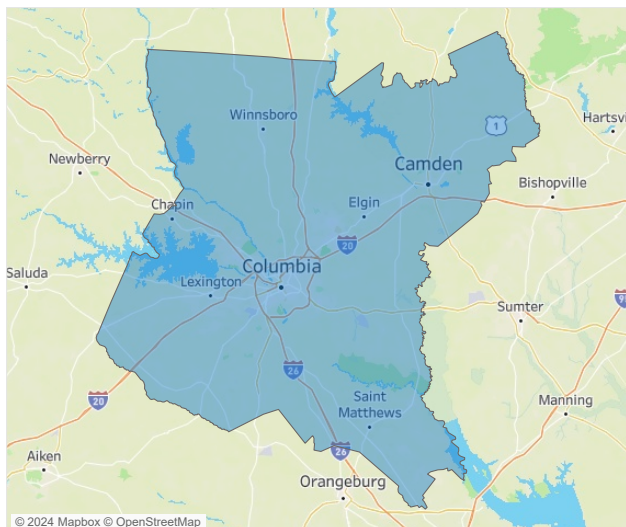 Winnsboro
1
Hartsv
Newberry
Camden
Bishopville
Chapin
Elgin
20
Columbia
Saluda
Lexington
Sumter
9
26
20
Saint
Matthews
Manning
26
Aiken
Orangeburg
© 2024 Mapbox © OpenStreetMap